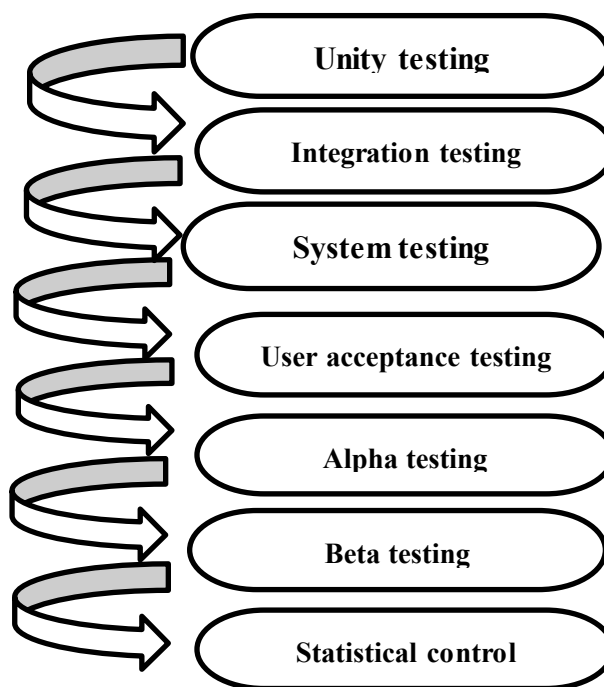 Unity testing
Integration testing
System testing
User acceptance testing
Alpha testing
Beta testing
Statistical control